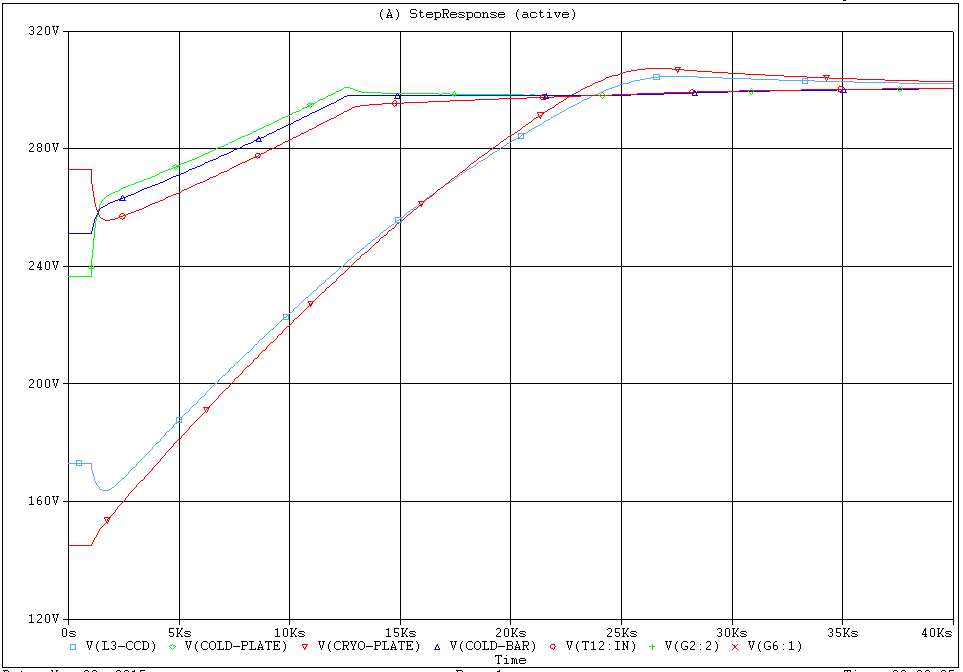 (A) StepResponse (active)
320V
280V
240V
200V
160V
120V
0s 5Ks 10Ks 15Ks 20Ks 25Ks 30Ks 35Ks 40Ks
V(L3-CCD) V(COLD-PLATE) V(CRYO-PLATE) V(COLD-BAR) V(T12:IN) V(G2:2) V(G6:1)
Time